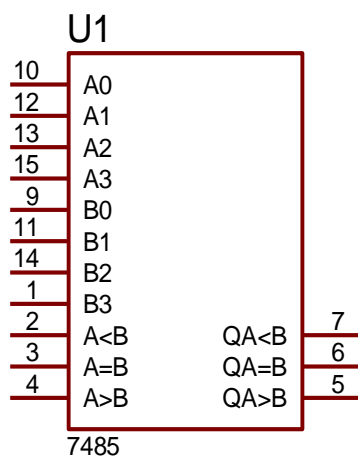 U1
10 A0
12 A1
13 A2
15 A3
9 B0
11 B1
14 B2
1 B3
2 A<B QA<B 7
3 A=B QA=B 6
4 A>B QA>B 5
7485